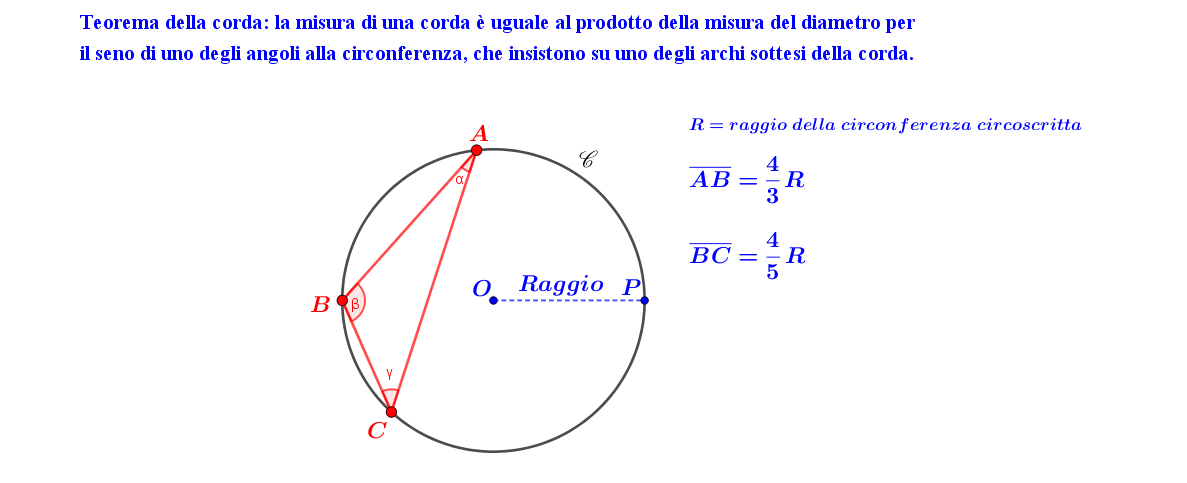 Teorema della corda: la misura di una corda è uguale al prodotto della misura del diametro per
il seno di uno degli angoli alla circonferenza, che insistono su uno degli archi sottesi della corda.
R = raggio della circonferenza circoscritta
A
𝒞
α
AB = 4/3 R
BC = 4/5 R
O Raggio P
B β
γ
C